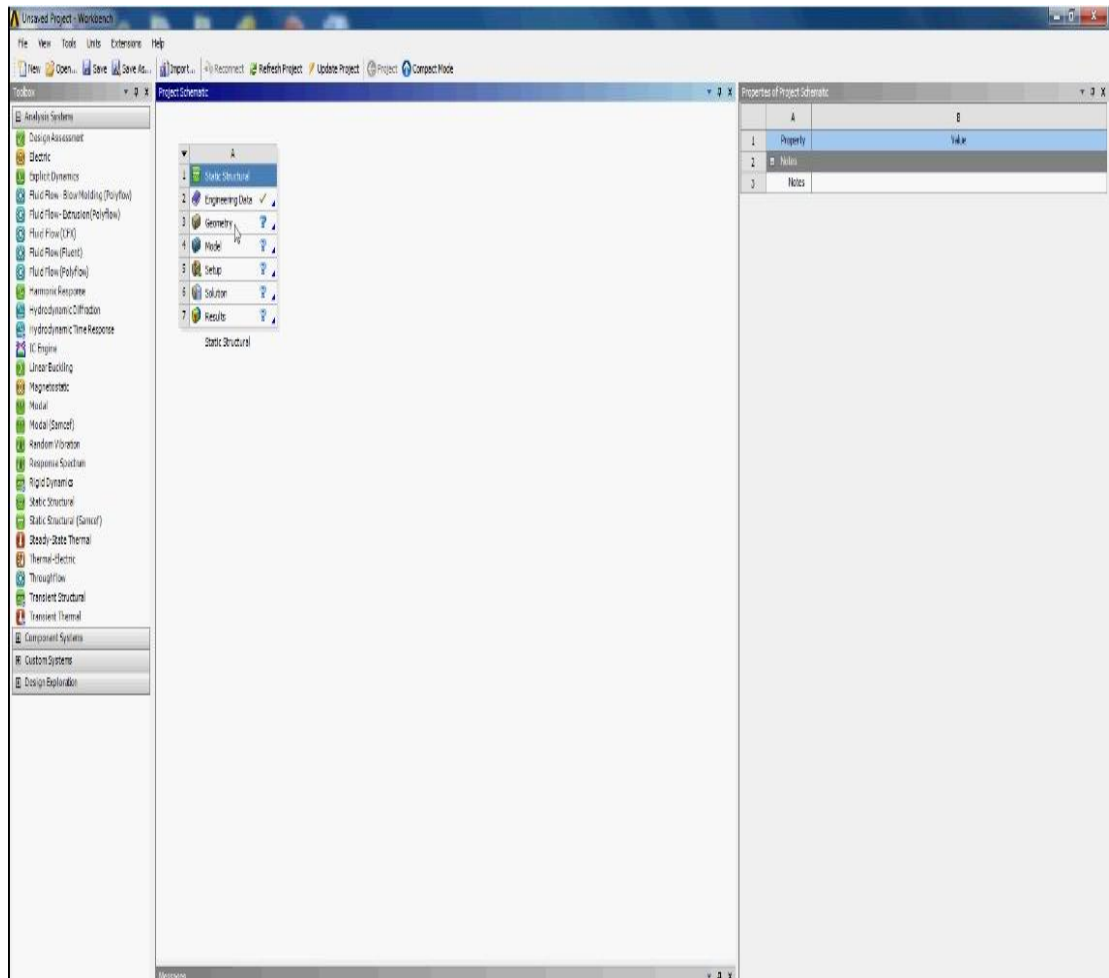 Unsaved Project - Workbench
File View Tools Units Extensions Help
New Open... Save Save As... Import... Reconnect Refresh Project Update Project Project Compact Mode
Toolbox
Analysis Systems
Design Assessment
Electric
Explicit Dynamics
Fluid Flow - Blow Molding (Polyflow)
Fluid Flow - Extrusion (Polyflow)
Fluid Flow (CFX)
Fluid Flow (Fluent)
Fluid Flow (Polyflow)
Harmonic Response
Hydrodynamic Diffraction
Hydrodynamic Time Response
IC Engine
Linear Buckling
Magnetostatic
Modal
Modal (Samcef)
Random Vibration
Response Spectrum
Rigid Dynamics
Static Structural
Static Structural (Samcef)
Steady-State Thermal
Thermal-Electric
Throughflow
Transient Structural
Transient Thermal
Component Systems
Custom Systems
Design Exploration
Project Schematic
A
1 Static Structural
2 Engineering Data
3 Geometry ?
4 Model ?
5 Setup ?
6 Solution ?
7 Results ?
Static Structural
Messages
Properties of Project Schematic
A B
1 Property Value
2 Notes
3 Notes